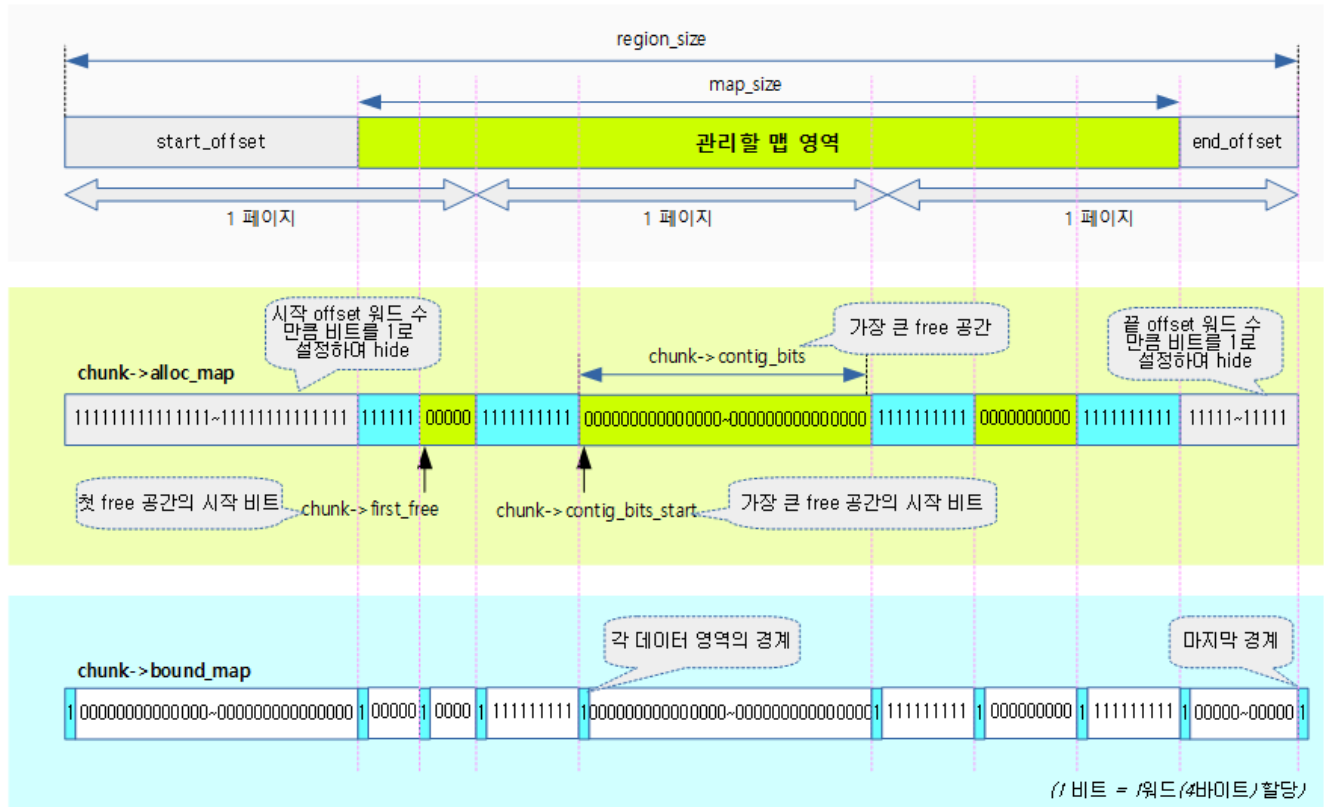 region_size
map_size
start_offset
관리할 맵 영역
end_offset
1 페이지
1 페이지
1 페이지
시작 offset 워드 수
만큼 비트를 1로
설정하여 hide
가장 큰 free 공간
끝 offset 워드 수
만큼 비트를 1로
설정하여 hide
chunk->contig_bits
chunk->alloc_map
111111111111111~11111111111111 111111 00000 1111111111 000000000000000~00000000000000 1111111111 0000000000 1111111111 11111~11111
첫 free 공간의 시작 비트
chunk->first_free
chunk->contig_bits_start
가장 큰 free 공간의 시작 비트
각 데이터 영역의 경계
마지막 경계
chunk->bound_map
1 00000000000000~000000000000000 1 00000 1 0000 1 111111111 1 000000000000000~00000000000000 1 111111111 1 000000000 1 111111111 1 00000~00000 1
(1 비트 = 1워드(4바이트) 할당)